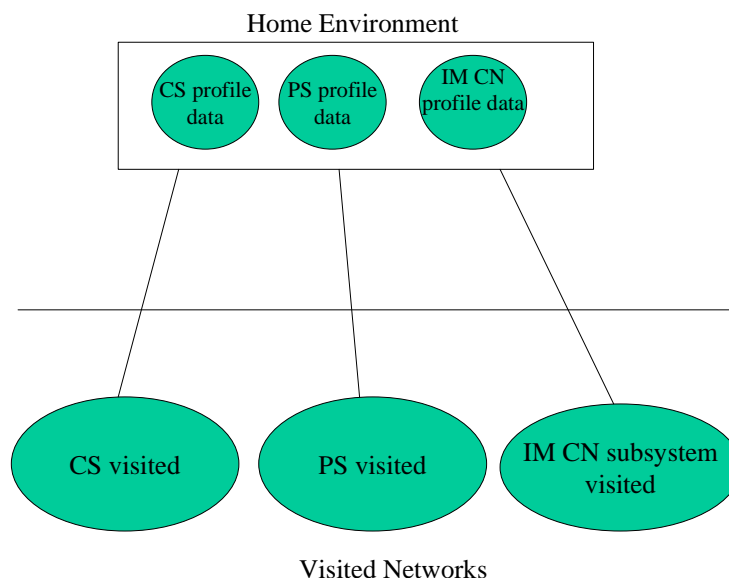 Home Environment
CS profile
data
PS profile
data
IM CN
profile data
CS visited
PS visited
IM CN subsystem
visited
Visited Networks